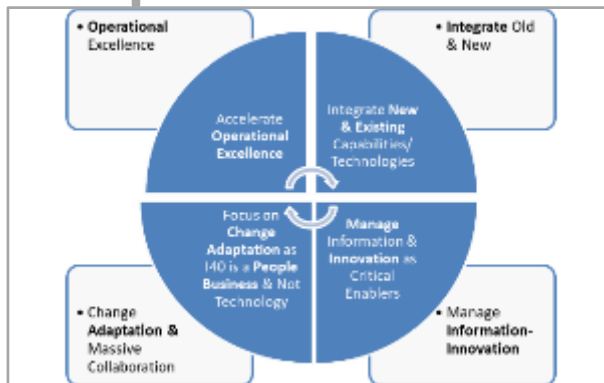 • Operational
Excellence
• Integrate Old
& New
Accelerate
Operational
Excellence
Integrate New
& Existing
Capabilities/
Technologies
Focus on
Change
Adaptation as
I40 is a People
Business & Not
Technology
Manage
Information &
Innovation as
Critical
Enablers
• Change
Adaptation &
Massive
Collaboration
• Manage
Information-
Innovation